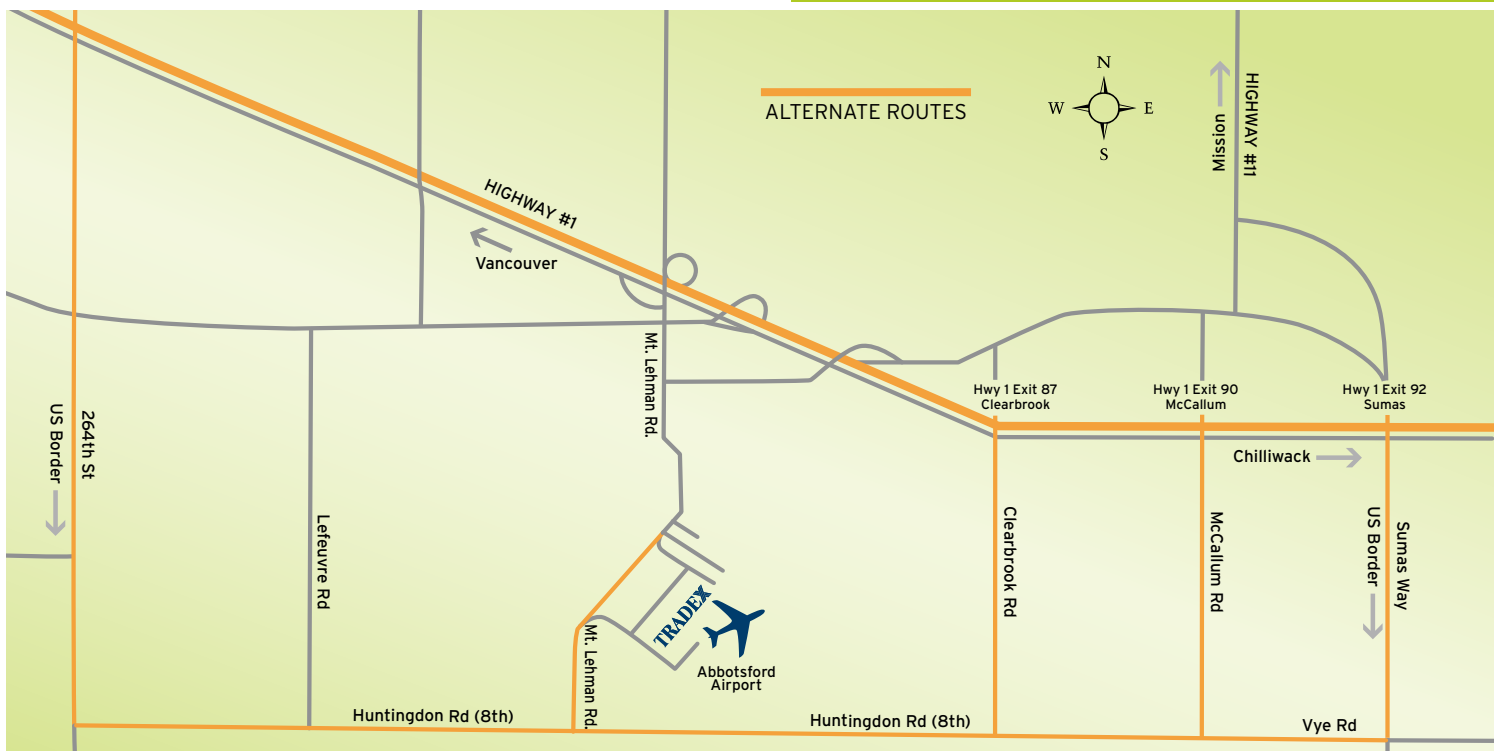 N
W E
S
ALTERNATE ROUTES
HIGHWAY #11
Mission
HIGHWAY #1
Vancouver
Mt. Lehman Rd.
Hwy 1 Exit 87
Clearbrook
Hwy 1 Exit 90
McCallum
Hwy 1 Exit 92
Sumas
264th St
US Border
Chilliwack
Lefeuvre Rd
Clearbrook Rd
McCallum Rd
Sumas Way
US Border
TRADEX
Mt. Lehman Rd.
Abbotsford
Airport
Huntingdon Rd (8th)
Huntingdon Rd (8th)
Vye Rd